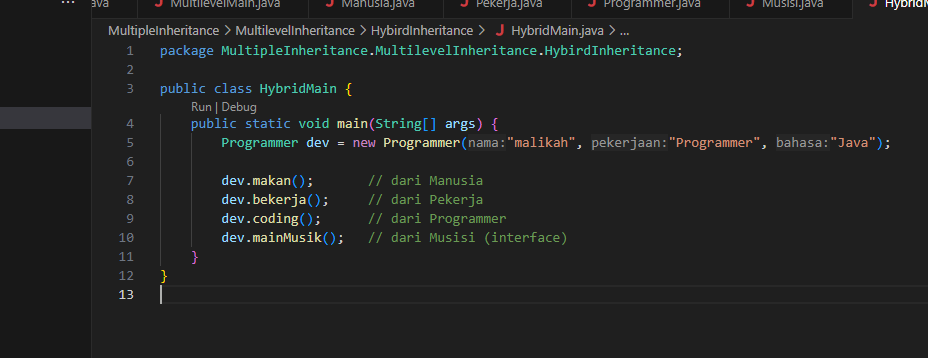 ava MultilevelMain.java J Manusia.java J Pekerja.java J Programmer.java J Musisi.java J HybridM
MultipleInheritance > MultilevelInheritance > HybirdInheritance > J HybridMain.java > ...
1 package MultipleInheritance.MultilevelInheritance.HybirdInheritance;
2
3 public class HybridMain {
Run | Debug
4 public static void main(String[] args) {
5 Programmer dev = new Programmer(nama:"malikah", pekerjaan:"Programmer", bahasa:"Java");
6
7 dev.makan(); // dari Manusia
8 dev.bekerja(); // dari Pekerja
9 dev.coding(); // dari Programmer
10 dev.mainMusik(); // dari Musisi (interface)
11 }
12 }
13